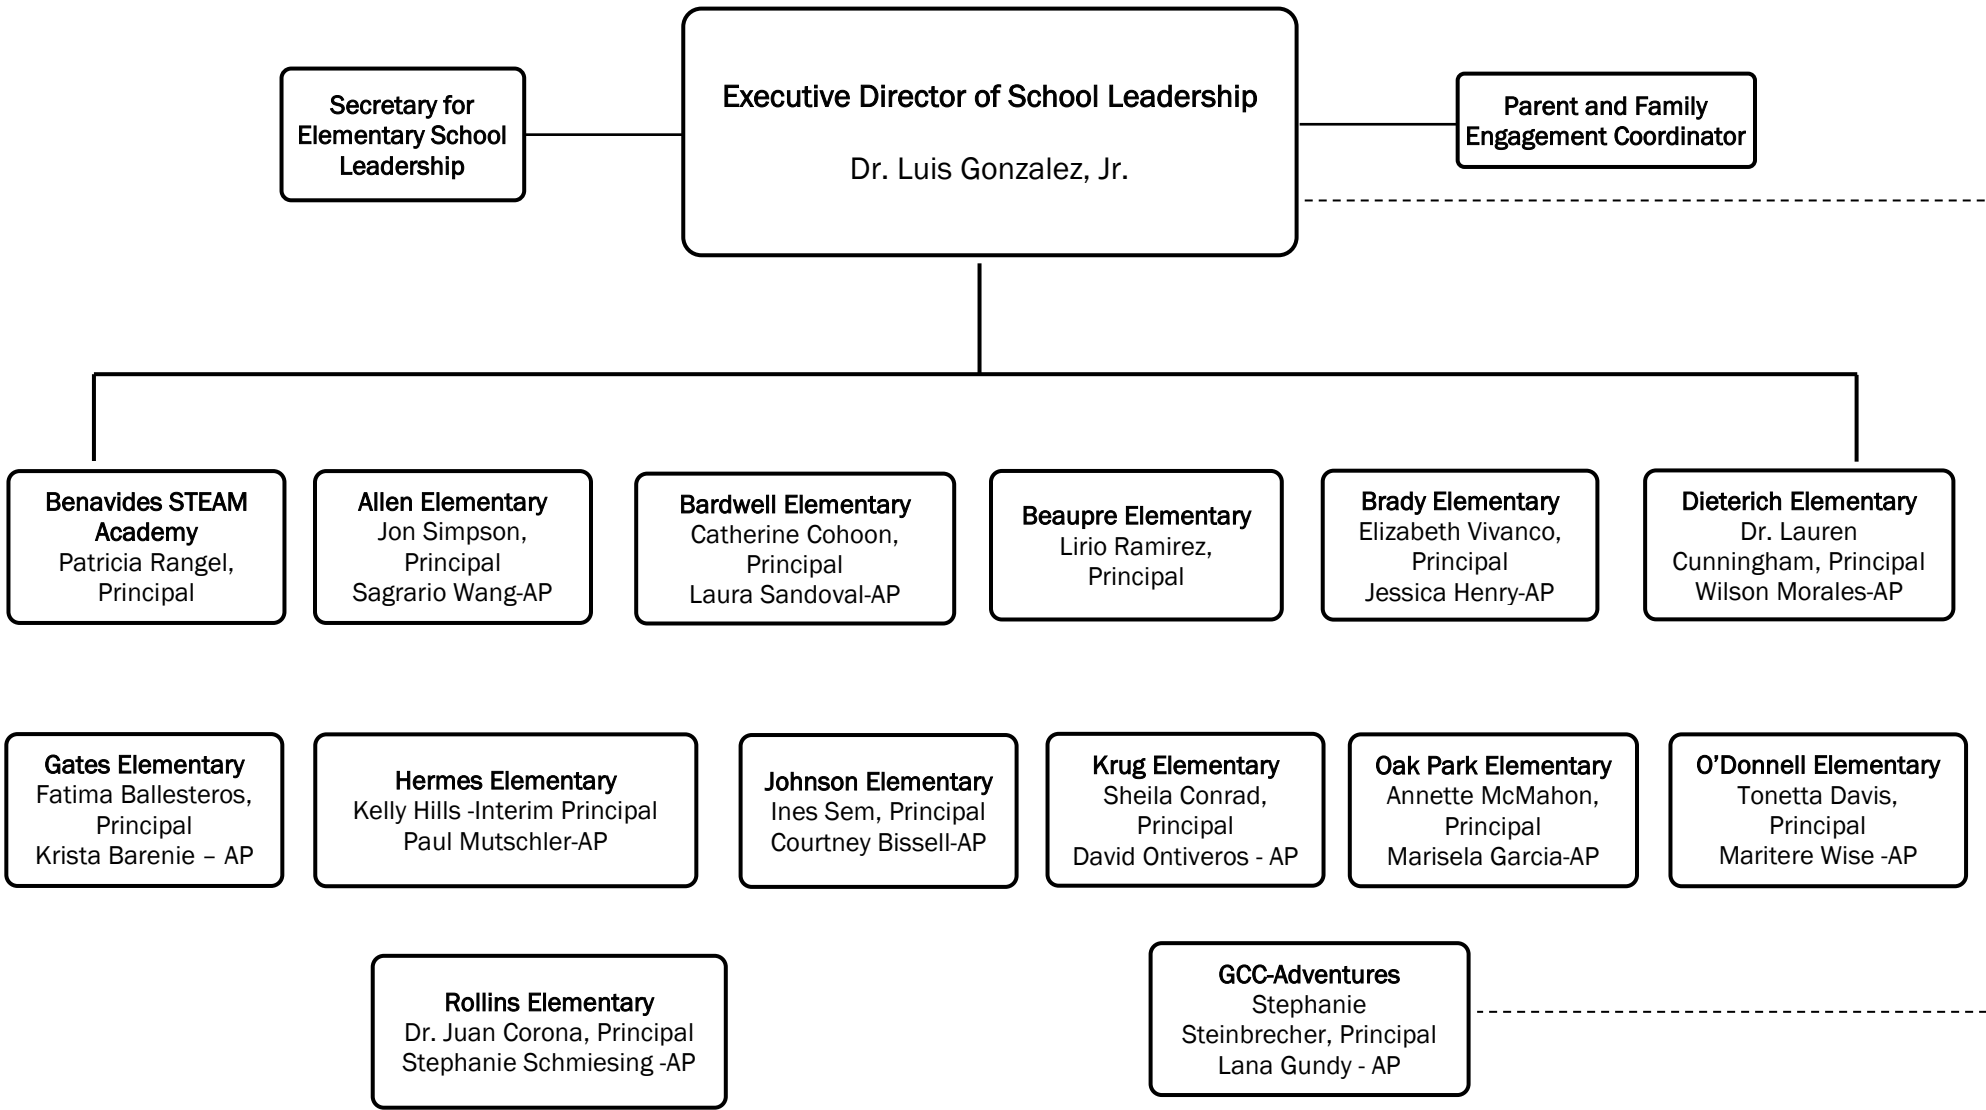 Secretary for
Elementary School
Leadership
Executive Director of School Leadership
Dr. Luis Gonzalez, Jr.
Parent and Family
Engagement Coordinator
Benavides STEAM
Academy
Patricia Rangel,
Principal
Allen Elementary
Jon Simpson,
Principal
Sagrario Wang-AP
Bardwell Elementary
Catherine Cohoon,
Principal
Laura Sandoval-AP
Beaupre Elementary
Lirio Ramirez,
Principal
Brady Elementary
Elizabeth Vivanco,
Principal
Jessica Henry-AP
Dieterich Elementary
Dr. Lauren
Cunningham, Principal
Wilson Morales-AP
Gates Elementary
Fatima Ballesteros,
Principal
Krista Barenie – AP
Hermes Elementary
Kelly Hills -Interim Principal
Paul Mutschler-AP
Johnson Elementary
Ines Sem, Principal
Courtney Bissell-AP
Krug Elementary
Sheila Conrad,
Principal
David Ontiveros - AP
Oak Park Elementary
Annette McMahon,
Principal
Marisela Garcia-AP
O’Donnell Elementary
Tonetta Davis,
Principal
Maritere Wise -AP
Rollins Elementary
Dr. Juan Corona, Principal
Stephanie Schmiesing -AP
GCC-Adventures
Stephanie
Steinbrecher, Principal
Lana Gundy - AP